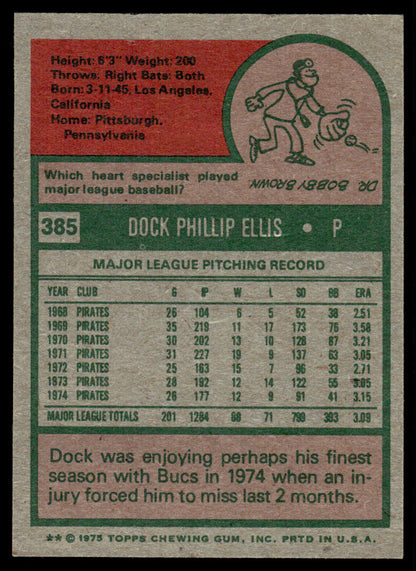 Height: 6'3" Weight: 200
Throws: Right Bats: Both
Born: 3-11-45, Los Angeles,
California
Home: Pittsburgh,
Pennsylvania
Which heart specialist played
major league baseball?
DR. BOBBY BROWN.
385 DOCK PHILLIP ELLIS • P
MAJOR LEAGUE PITCHING RECORD
YEAR CLUB G IP W L SO BB ERA
1968 PIRATES 26 104 6 5 52 38 2.51
1969 PIRATES 35 219 11 17 173 76 3.58
1970 PIRATES 30 202 13 10 128 87 3.21
1971 PIRATES 31 227 19 9 137 63 3.05
1972 PIRATES 25 163 15 7 96 33 2.71
1973 PIRATES 28 192 12 14 122 55 3.05
1974 PIRATES 26 177 12 9 91 41 3.15
MAJOR LEAGUE TOTALS 201 1284 88 71 799 393 3.09
Dock was enjoying perhaps his finest
season with Bucs in 1974 when an in-
jury forced him to miss last 2 months.
** © 1975 TOPPS CHEWING GUM, INC. PRTD IN U.S.A.